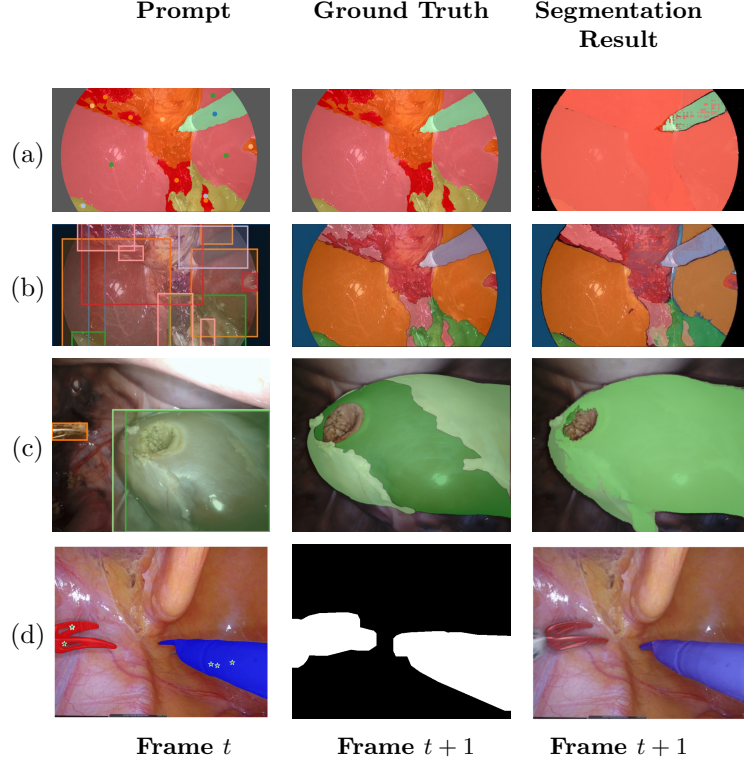 Prompt Ground Truth Segmentation
Result
(a)
(b)
(c)
(d)
Frame t Frame t + 1 Frame t + 1